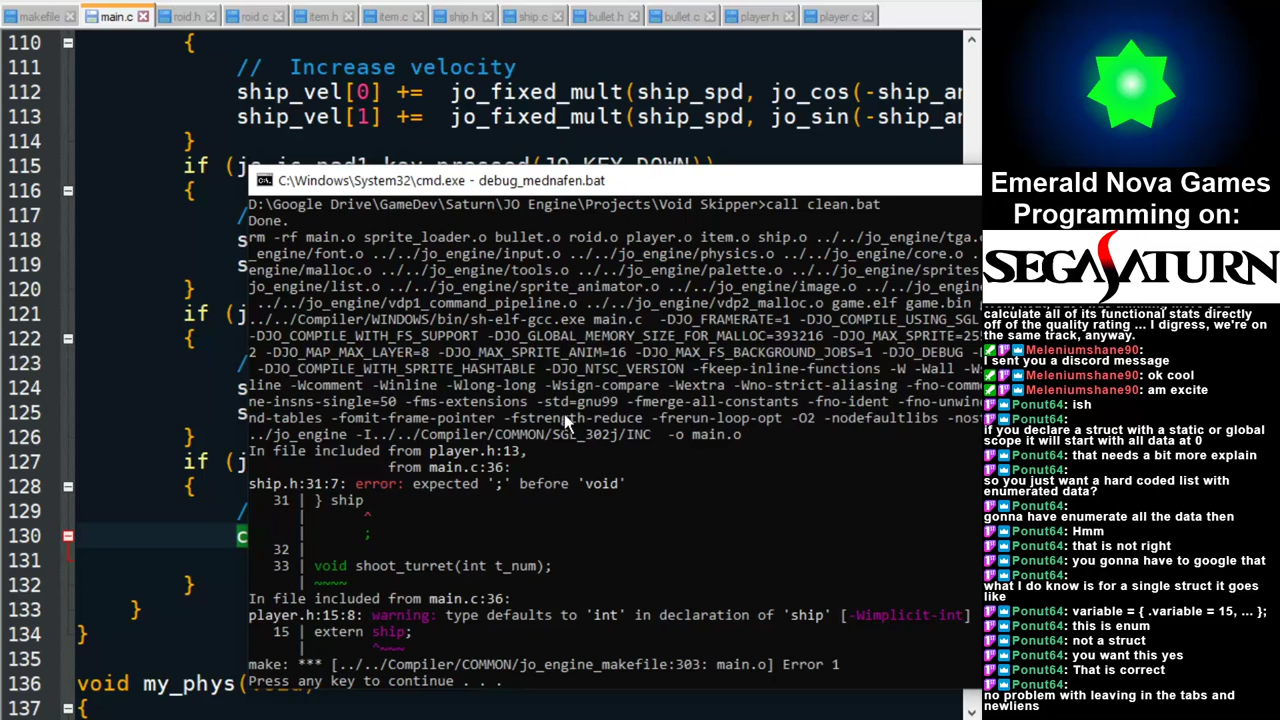 makefile main.c roid.h roid.c item.h item.c ship.h ship.c bullet.h bullet.c player.h player.c
110 {
111 // Increase velocity
112 ship_vel[0] += jo_fixed_mult(ship_spd, jo_cos(-ship_an
113 ship_vel[1] += jo_fixed_mult(ship_spd, jo_sin(-ship_an
114 }
115 if (jo_is_pad1_key_pressed(JO_KEY_DOWN))
116 {
117 /
118 s
119 s
120 }
121 if (j
122 {
123 /
124 s
125 s
126 }
127 if (j
128 {
129 /
130 c
131
132 }
133 }
134 }
135
136 void my_phys(void)
137 {
C:\Windows\System32\cmd.exe - debug_mednafen.bat
D:\Google Drive\GameDev\Saturn\JO Engine\Projects\Void Skipper>call clean.bat
Done.
rm -rf main.o sprite_loader.o bullet.o roid.o player.o item.o ship.o ../../jo_engine/tga.
engine/font.o ../../jo_engine/input.o ../../jo_engine/physics.o ../../jo_engine/core.o .
engine/malloc.o ../../jo_engine/tools.o ../../jo_engine/palette.o ../../jo_engine/sprites
engine/list.o ../../jo_engine/sprite_animator.o ../../jo_engine/image.o ../../jo_engine/
./../jo_engine/vdp1_command_pipeline.o ../../jo_engine/vdp2_malloc.o game.elf game.bin
../../Compiler/WINDOWS/bin/sh-elf-gcc.exe main.c -DJO_FRAMERATE=1 -DJO_COMPILE_USING_SGL
-DJO_COMPILE_WITH_FS_SUPPORT -DJO_GLOBAL_MEMORY_SIZE_FOR_MALLOC=393216 -DJO_MAX_SPRITE=25
2 -DJO_MAP_MAX_LAYER=8 -DJO_MAX_SPRITE_ANIM=16 -DJO_MAX_FS_BACKGROUND_JOBS=1 -DJO_DEBUG -
-DJO_COMPILE_WITH_SPRITE_HASHTABLE -DJO_NTSC_VERSION -fkeep-inline-functions -W -Wall -W
line -Wcomment -Winline -Wlong-long -Wsign-compare -Wextra -Wno-strict-aliasing -fno-comm
ne-insns-single=50 -fms-extensions -std=gnu99 -fmerge-all-constants -fno-ident -fno-unwin
nd-tables -fomit-frame-pointer -fstrength-reduce -frerun-loop-opt -O2 -nodefaultlibs -nos
../jo_engine -I../../Compiler/COMMON/SGL_302j/INC -o main.o
In file included from player.h:13,
from main.c:36:
ship.h:31:7: error: expected ';' before 'void'
31 | } ship
| ^
| ;
32 |
33 | void shoot_turret(int t_num);
| ~~~~
In file included from main.c:36:
player.h:15:8: warning: type defaults to 'int' in declaration of 'ship' [-Wimplicit-int]
15 | extern ship;
| ^~~~
make: *** [../../Compiler/COMMON/jo_engine_makefile:303: main.o] Error 1
Press any key to continue . . .
Emerald Nova Games
Programming on:
SEGA SATURN
calculate all of its functional stats directly
off of the quality rating ... I digress, we're on
the same track, anyway.
Meleniumshane90:
I sent you a discord message
Meleniumshane90: ok cool
Meleniumshane90: am excite
Ponut64: ish
Ponut64:
if you declare a struct with a static or global
scope it will start with all data at 0
Ponut64: that needs a bit more explain
Ponut64:
so you just want a hard coded list with
enumerated data?
Ponut64:
gonna have enumerate all the data then
Ponut64: Hmm
Ponut64: that is not right
Ponut64: you gonna have to google that
Ponut64:
what I do know is for a single struct it goes
like
Ponut64: variable = { .variable = 15, ... };
Ponut64: this is enum
Ponut64: not a struct
Ponut64: you want this yes
Ponut64: That is correct
Ponut64:
no problem with leaving in the tabs and
newliens